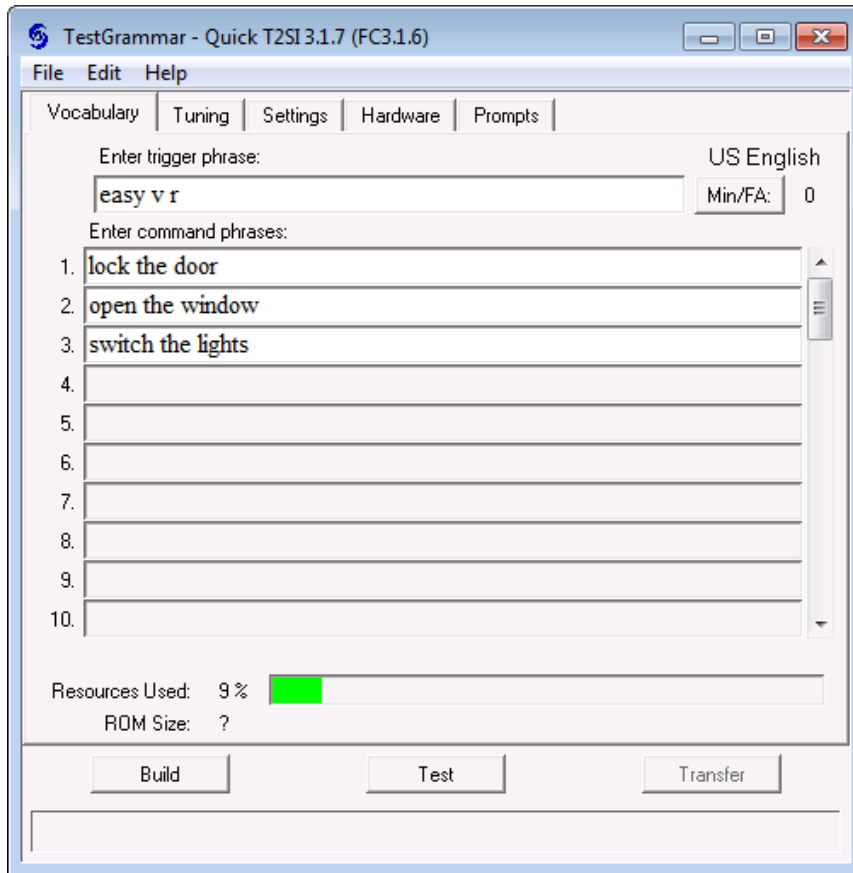 TestGrammar - Quick T2SI 3.1.7 (FC3.1.6)
File Edit Help
Vocabulary Tuning Settings Hardware Prompts
Enter trigger phrase: US English
easy v r Min/FA: 0
Enter command phrases:
1. lock the door
2. open the window
3. switch the lights
4.
5.
6.
7.
8.
9.
10.
Resources Used: 9 %
ROM Size: ?
Build Test Transfer